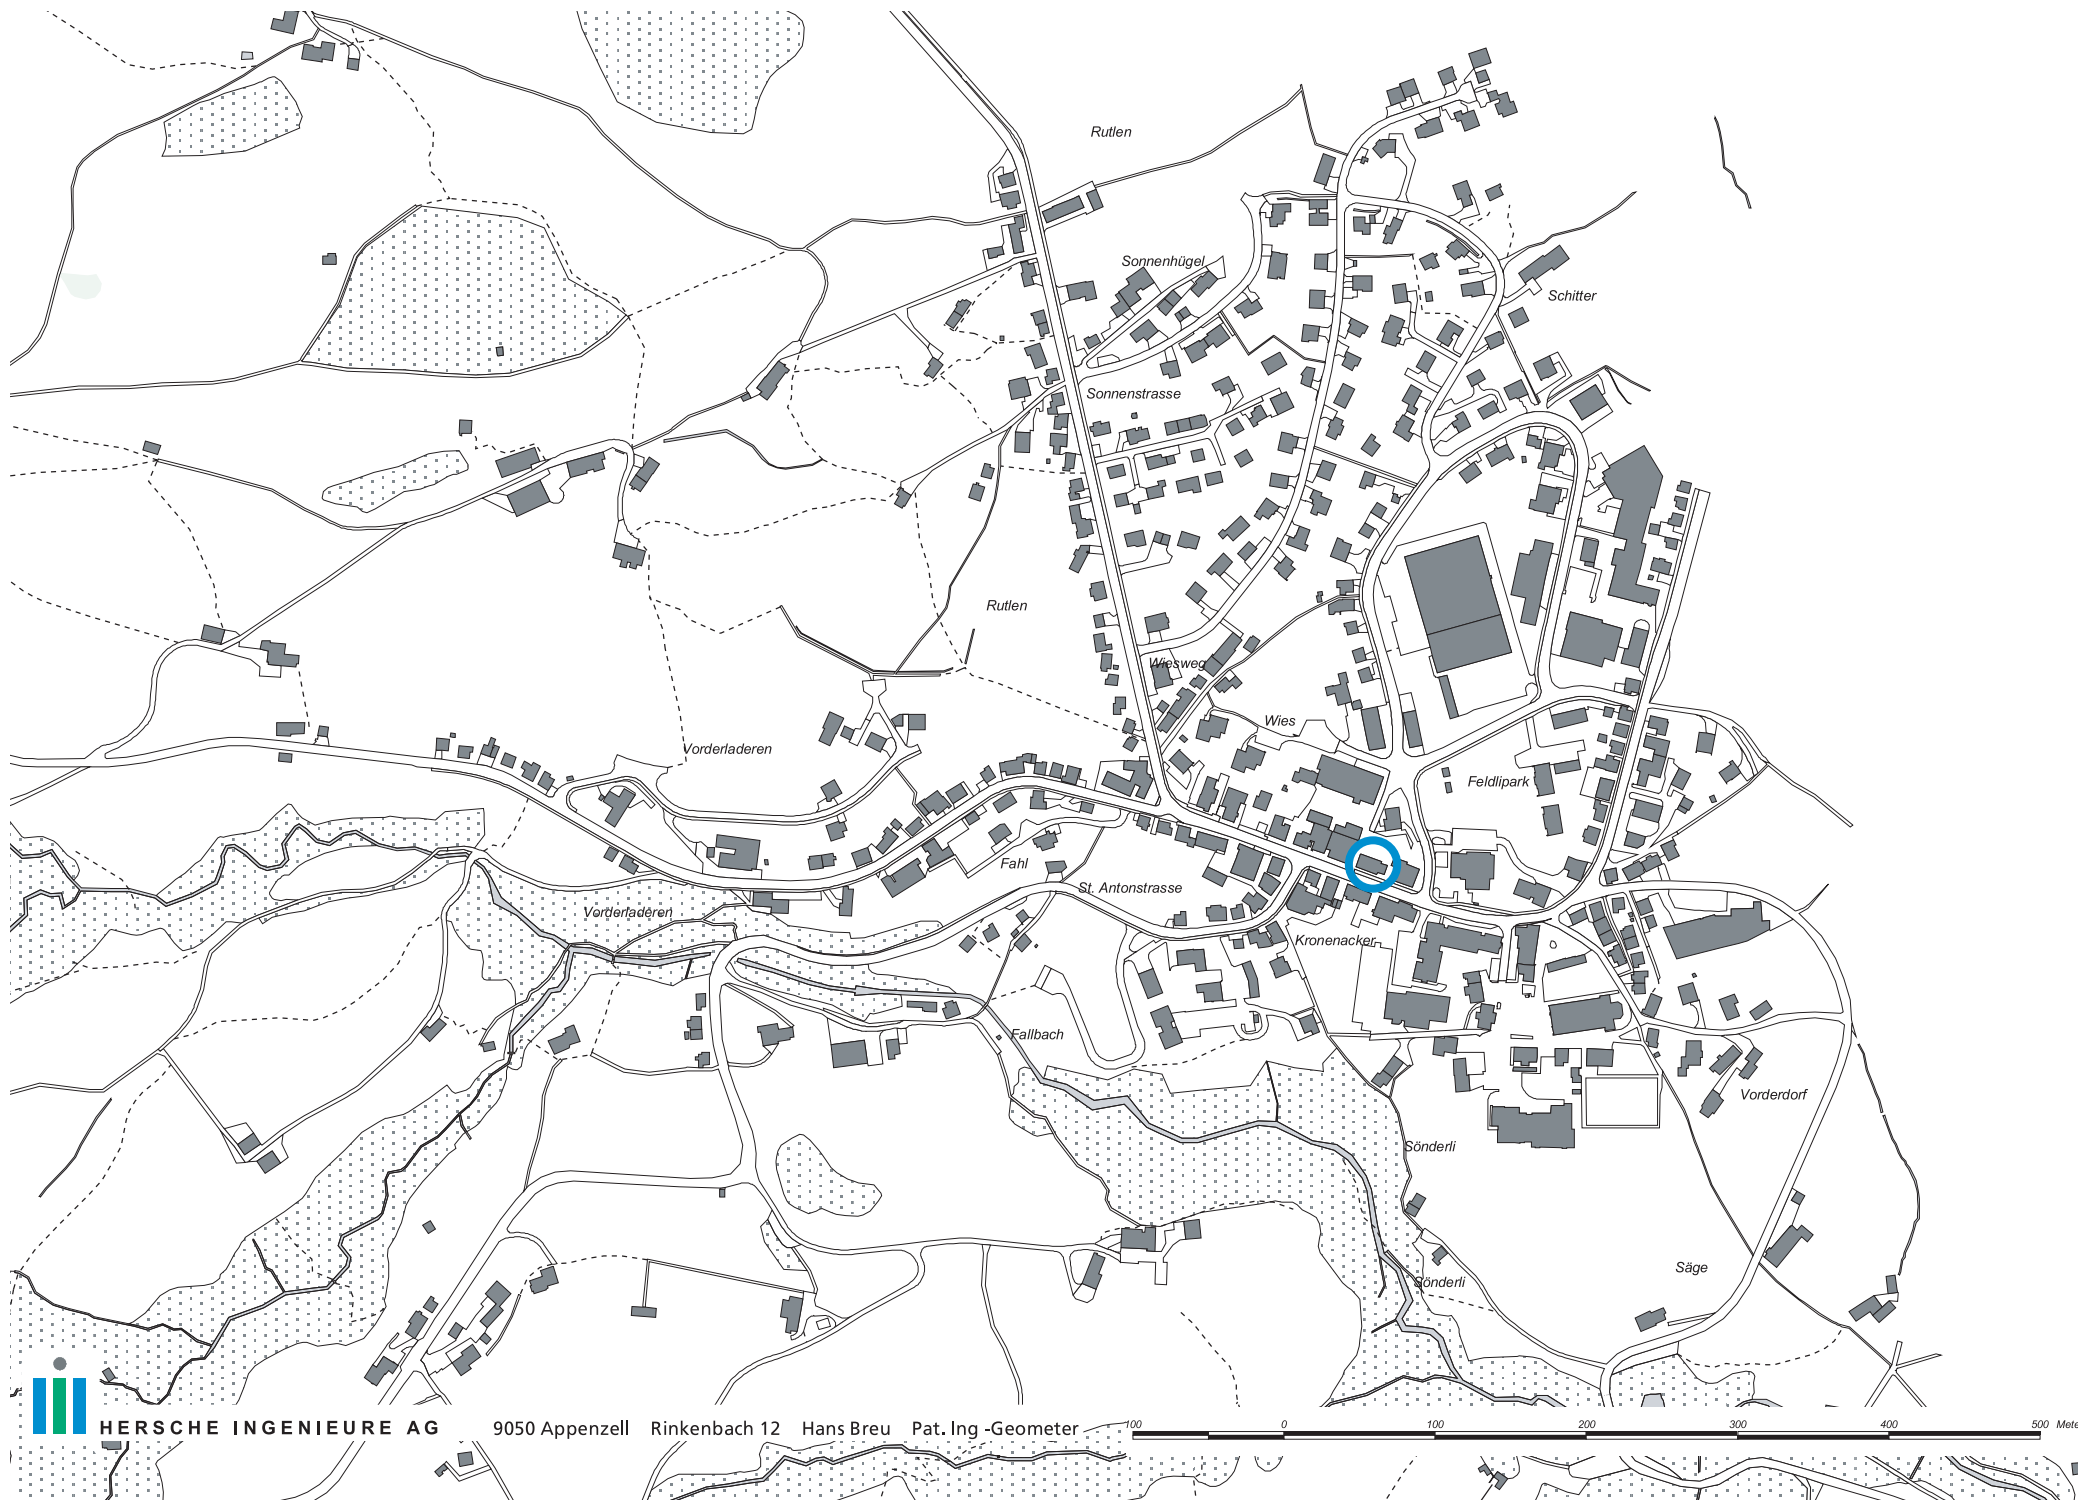 Rutlen
Sonnenhügel
Schitter
Sonnenstrasse
Rutlen
Wiesweg
Wies
Vorderladeren
Feldlipark
Fahl
St. Antonstrasse
Vorderladeren
Kronenacker
Fallbach
Vorderdorf
Sönderli
Säge
Sönderli
HERSCHE INGENIEURE AG 9050 Appenzell Rinkenbach 12 Hans Breu Pat. Ing -Geometer
100 0 100 200 300 400 500 Mete